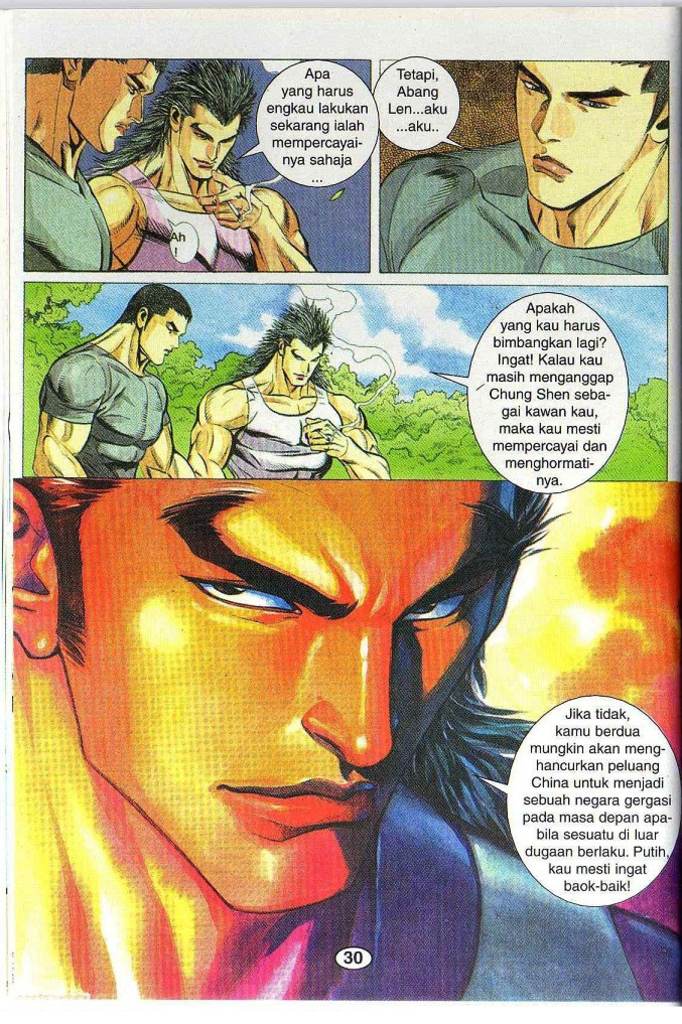 Apa
yang harus
engkau lakukan
sekarang ialah
mempercayai-
nya sahaja
...
Ah
!
Tetapi,
Abang
Len...aku
...aku..
Apakah
yang kau harus
bimbangkan lagi?
Ingat! Kalau kau
masih menganggap
Chung Shen seba-
gai kawan kau,
maka kau mesti
mempercayai dan
menghormati-
nya.
Jika tidak,
kamu berdua
mungkin akan meng-
hancurkan peluang
China untuk menjadi
sebuah negara gergasi
pada masa depan apa-
bila sesuatu di luar
dugaan berlaku. Putih,
kau mesti ingat
baok-baik!
30